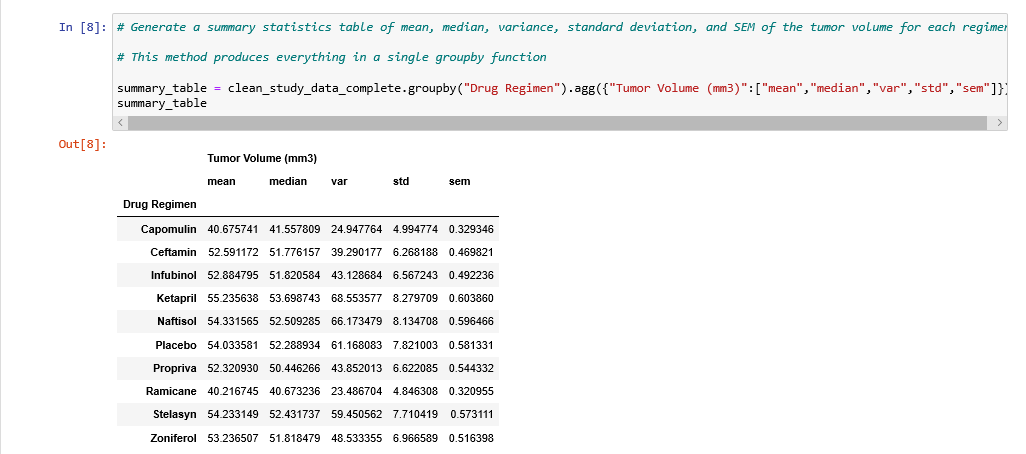 In [8]: # Generate a summary statistics table of mean, median, variance, standard deviation, and SEM of the tumor volume for each
# This method produces everything in a single groupby function
summary_table = clean_study_data_complete.groupby("Drug Regimen").agg({"Tumor Volume (mm3)":["mean","median","var","std","sem"]})
summary_table
Out[8]:
Tumor Volume (mm3)
mean median var std sem
Drug Regimen
Capomulin 40.675741 41.557809 24.947764 4.994774 0.329346
Ceftamin 52.591172 51.776157 39.290177 6.268188 0.469821
Infubinol 52.884795 51.820584 43.128684 6.567243 0.492236
Ketapril 55.235638 53.698743 68.553577 8.279709 0.603860
Naftisol 54.331565 52.509285 66.173479 8.134708 0.596466
Placebo 54.033581 52.288934 61.168083 7.821003 0.581331
Propriva 52.320930 50.446266 43.852013 6.622085 0.544332
Ramicane 40.216745 40.673236 23.486704 4.846308 0.320955
Stelasyn 54.233149 52.431737 59.450562 7.710419 0.573111
Zoniferol 53.236507 51.818479 48.533355 6.966589 0.516398